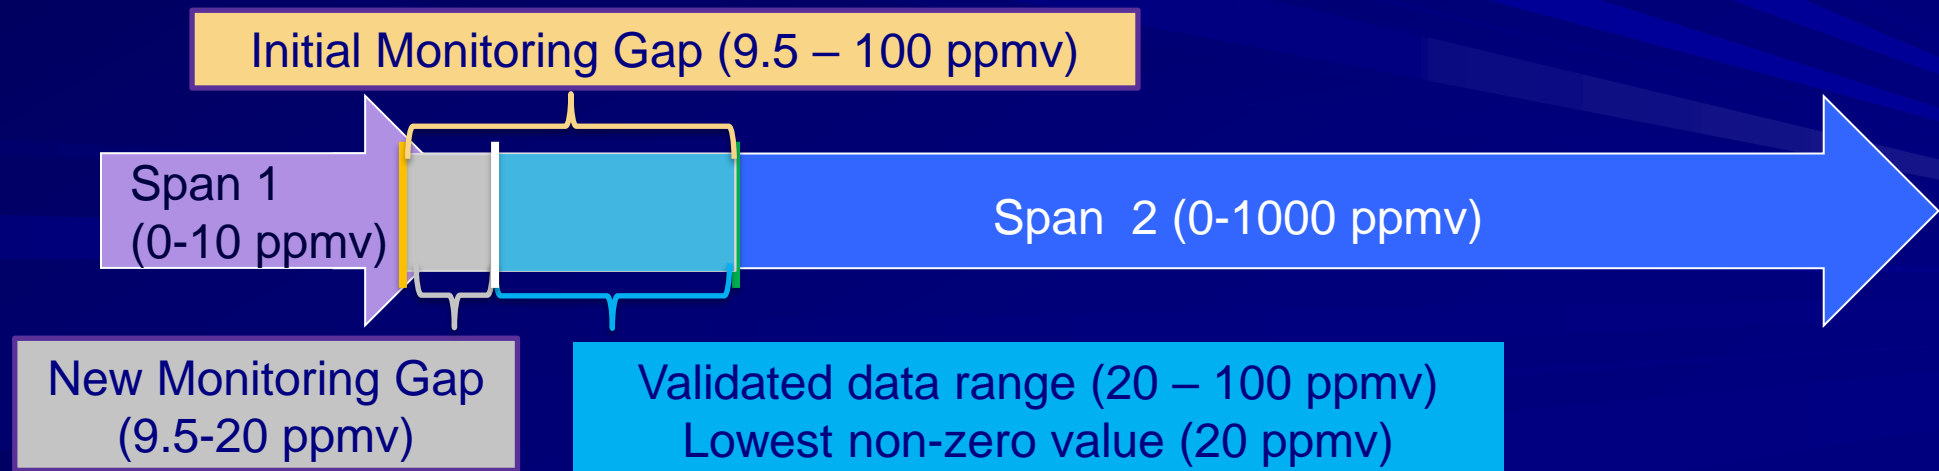 Initial Monitoring Gap (9.5 – 100 ppmv)
Span 1
(0-10 ppmv)
Span  2 (0-1000 ppmv)
New Monitoring Gap
(9.5-20 ppmv)
Validated data range (20 – 100 ppmv)
Lowest non-zero value (20 ppmv)